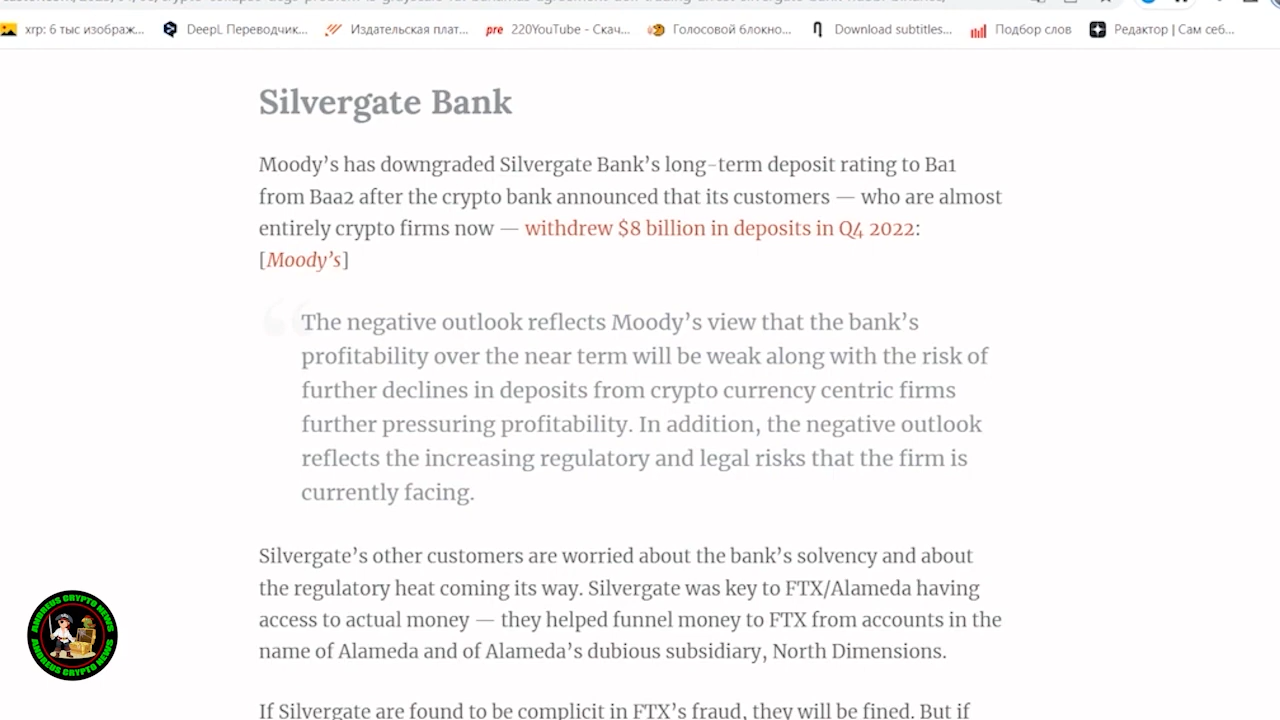 xrp: 6 тыс изображ...
DeepL Переводчик...
Издательская плат...
pre 220YouTube - Скач...
Голосовой блокно...
Download subtitles...
Подбор слов
Редактор | Сам себ...
Silvergate Bank
Moody’s has downgraded Silvergate Bank’s long-term deposit rating to Ba1
from Baa2 after the crypto bank announced that its customers — who are almost
entirely crypto firms now — withdrew $8 billion in deposits in Q4 2022:
[Moody’s]
“
The negative outlook reflects Moody’s view that the bank’s
profitability over the near term will be weak along with the risk of
further declines in deposits from crypto currency centric firms
further pressuring profitability. In addition, the negative outlook
reflects the increasing regulatory and legal risks that the firm is
currently facing.
Silvergate’s other customers are worried about the bank’s solvency and about
the regulatory heat coming its way. Silvergate was key to FTX/Alameda having
access to actual money — they helped funnel money to FTX from accounts in the
name of Alameda and of Alameda’s dubious subsidiary, North Dimensions.
If Silvergate are found to be complicit in FTX’s fraud, they will be fined. But if
ANDREUS CRYPTO NEWS
ANDREUS CRYPTO NEWS